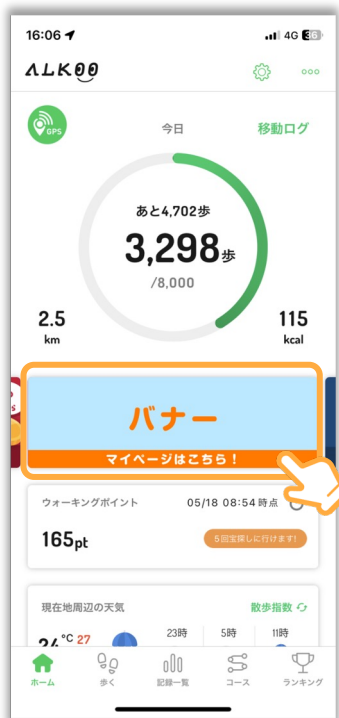 16:06
4G 36
ALKOO
GPS
今日
移動ログ
あと4,702歩
3,298歩
/8,000
2.5
km
115
kcal
バナー
マイページはこちら！
ウォーキングポイント
05/18 08:54時点
165pt
5回宝探しに行けます!
現在地周辺の天気
散歩指数
24℃ 27
23時
5時
11時
ホーム
歩く
記録一覧
コース
ランキング